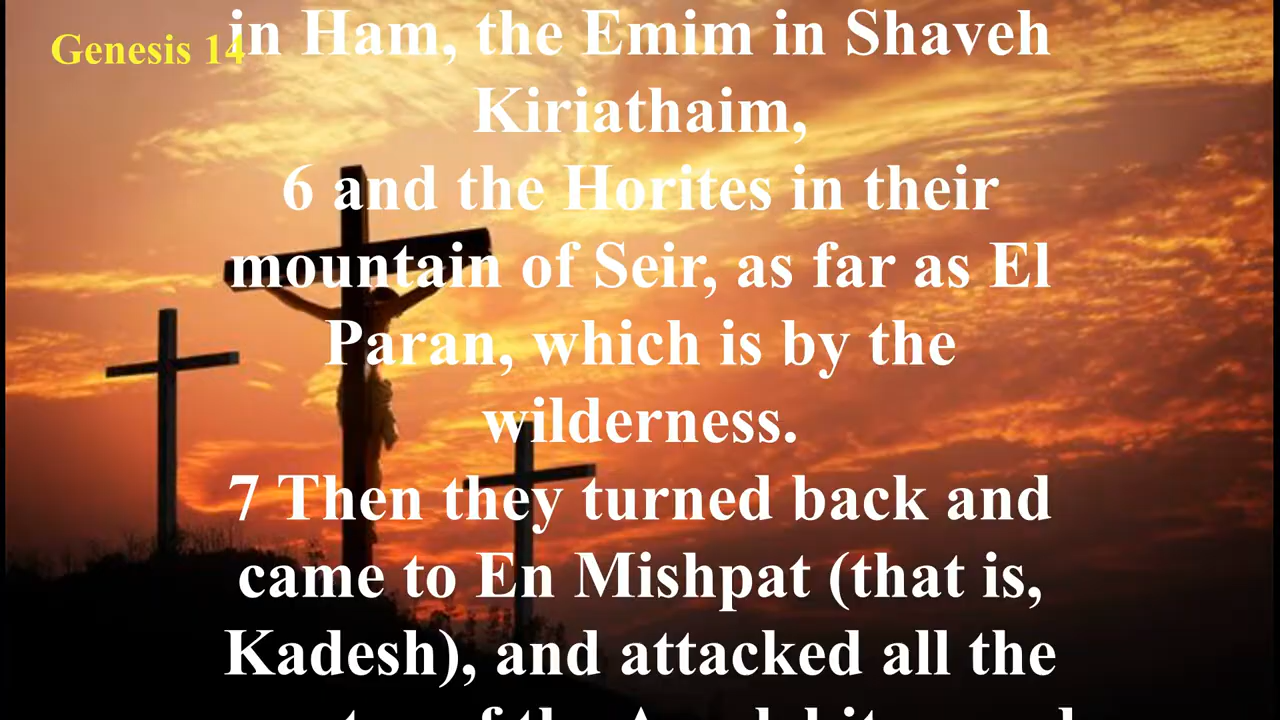 Genesis 14
in Ham, the Emim in Shaveh
Kiriathaim,
6 and the Horites in their
mountain of Seir, as far as El
Paran, which is by the
wilderness.
7 Then they turned back and
came to En Mishpat (that is,
Kadesh), and attacked all the